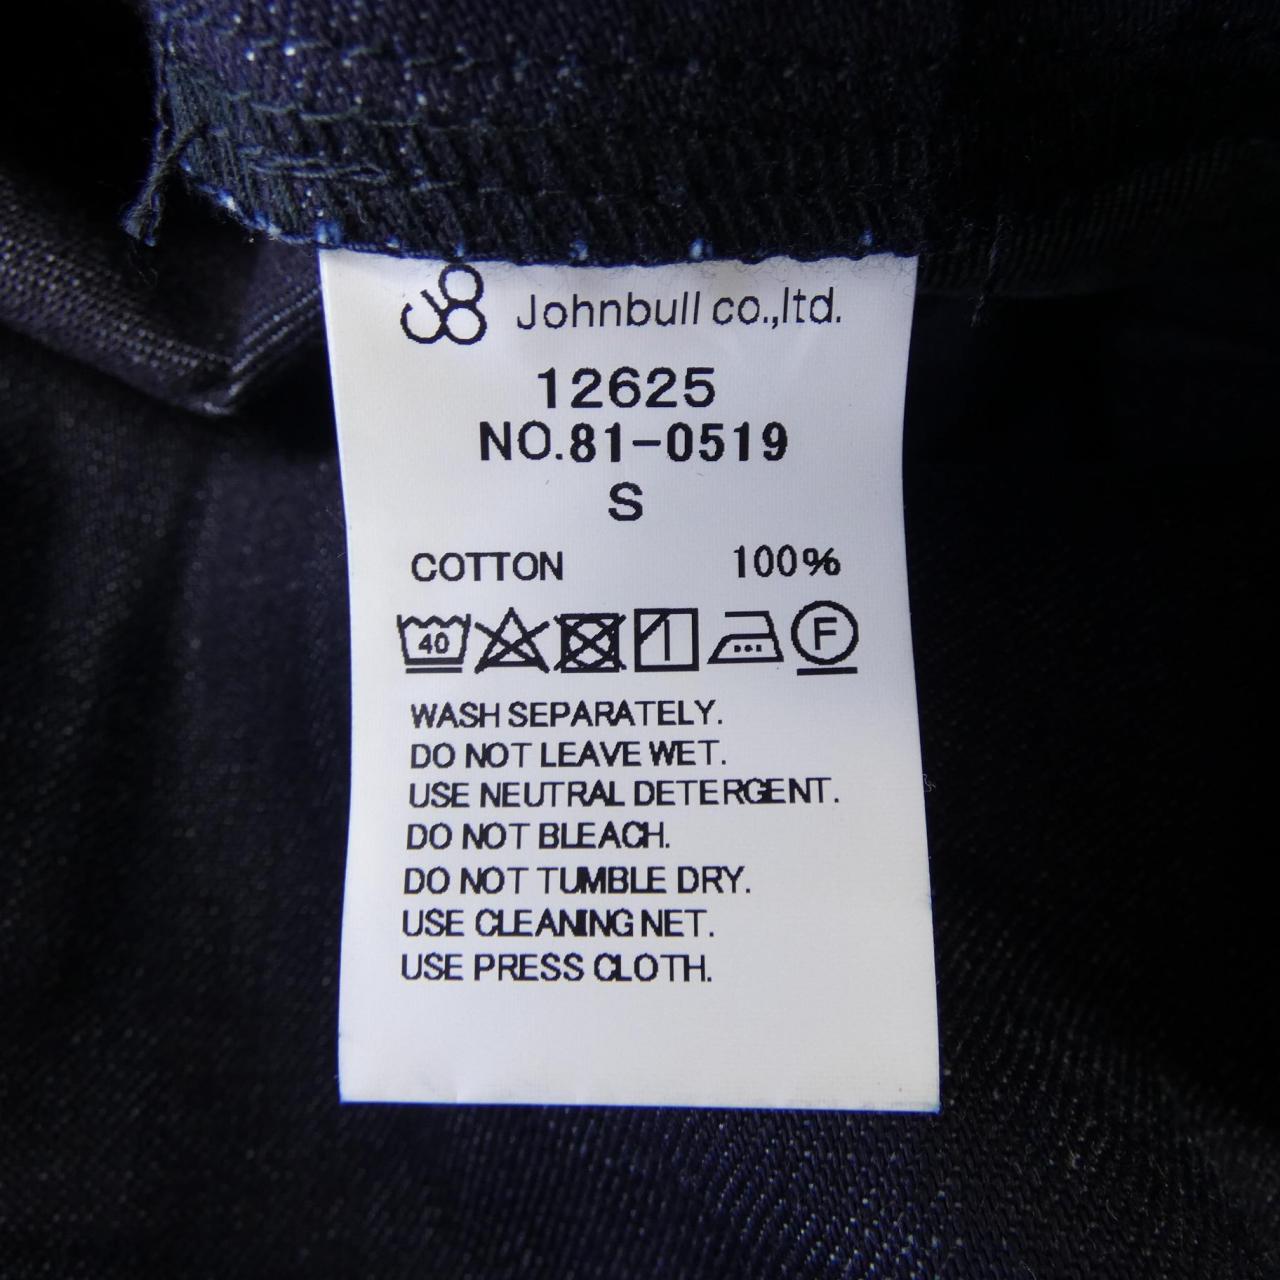 Johnbull co.,ltd.
12625
NO.81-0519
S
COTTON 100%
40 F
WASH SEPARATELY.
DO NOT LEAVE WET.
USE NEUTRAL DETERGENT.
DO NOT BLEACH.
DO NOT TUMBLE DRY.
USE CLEANING NET.
USE PRESS CLOTH.